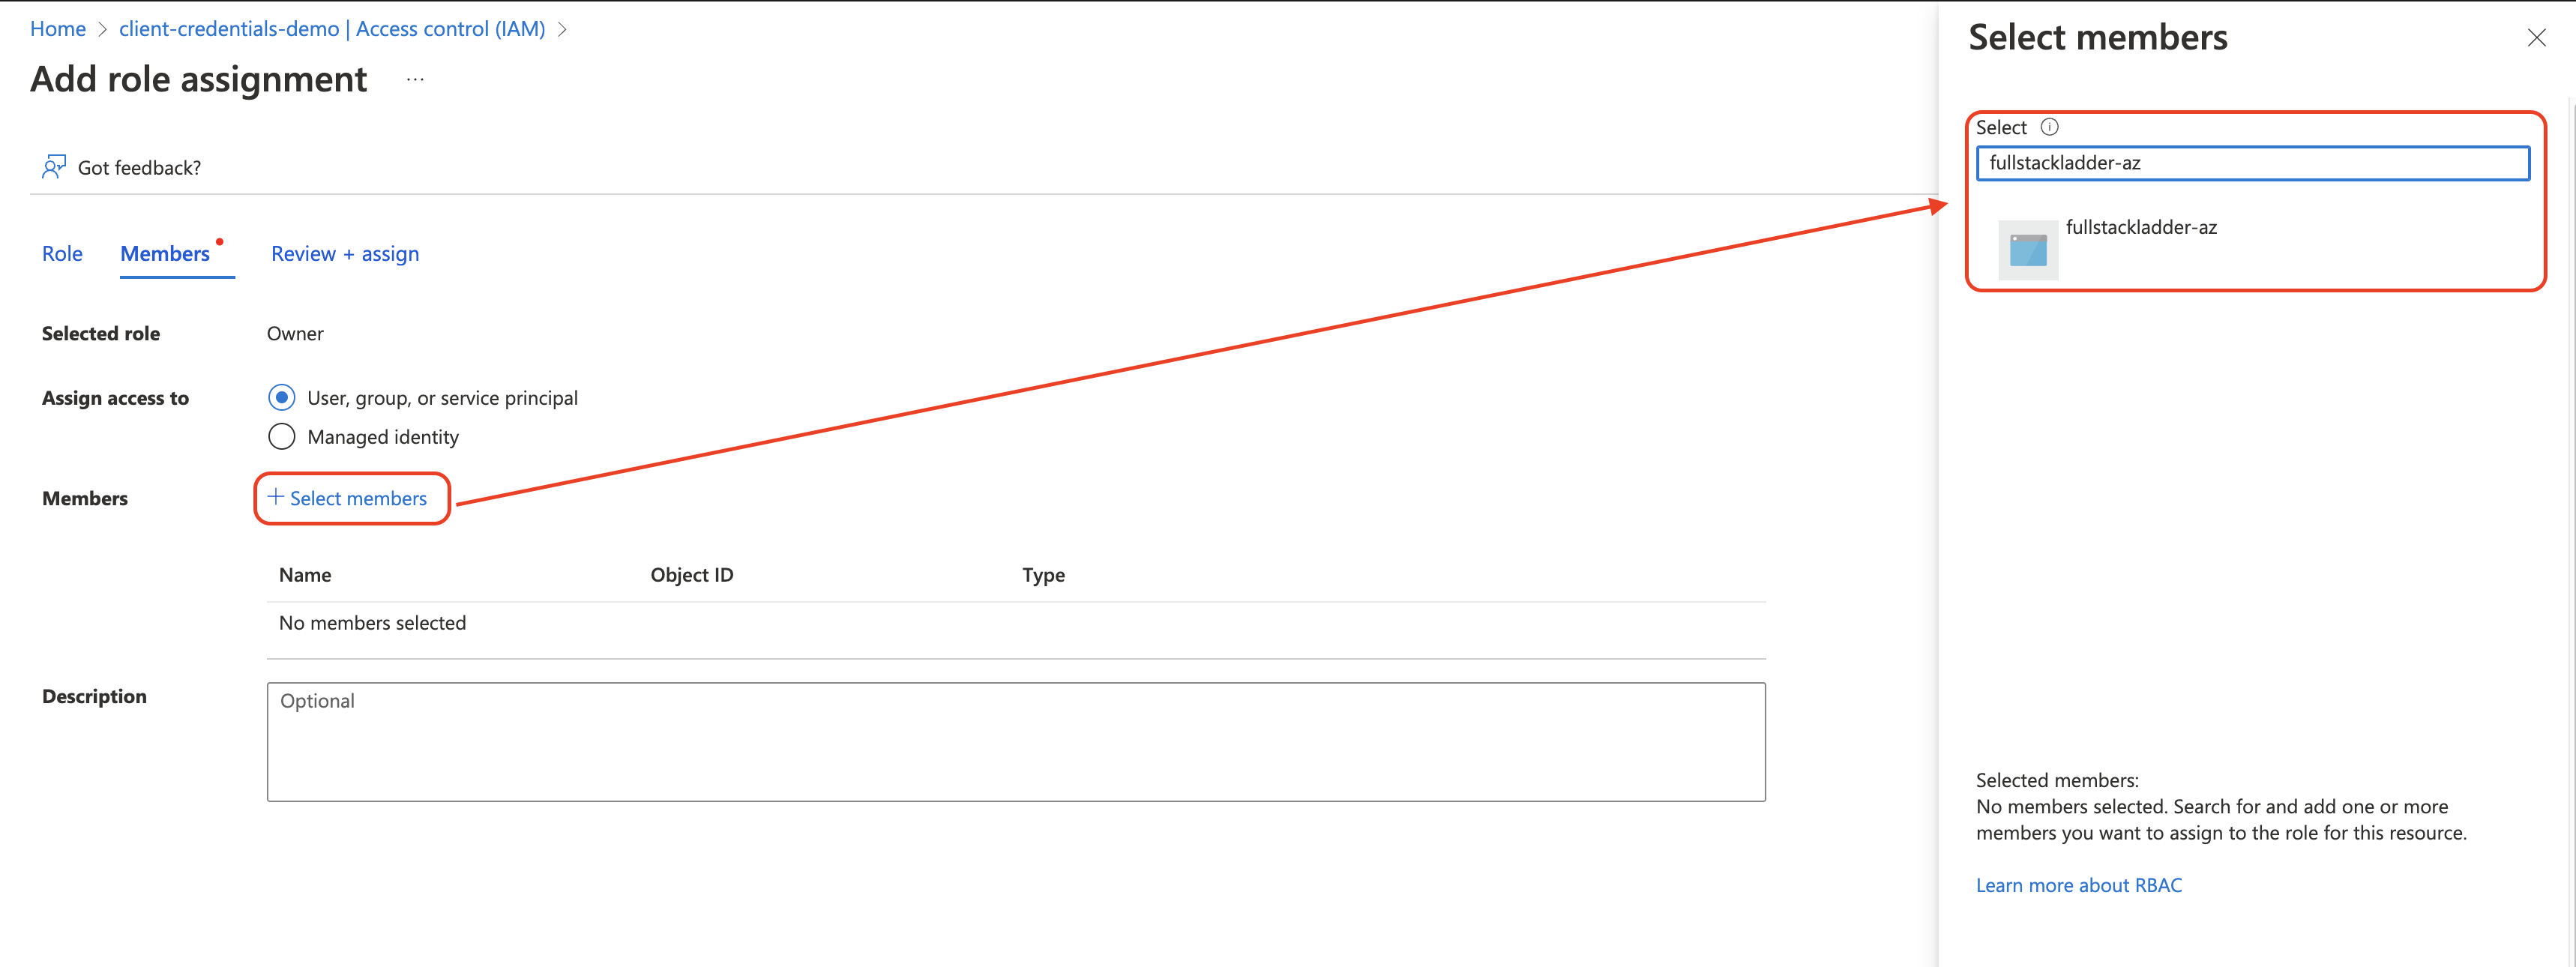 Home > client-credentials-demo | Access control (IAM) >
Add role assignment ...
Got feedback?
Role Members Review + assign
Selected role Owner
Assign access to User, group, or service principal
Managed identity
Members + Select members
Name Object ID Type
No members selected
Description Optional
Select members
Select
fullstackladder-az
fullstackladder-az
Selected members:
No members selected. Search for and add one or more
members you want to assign to the role for this resource.
Learn more about RBAC